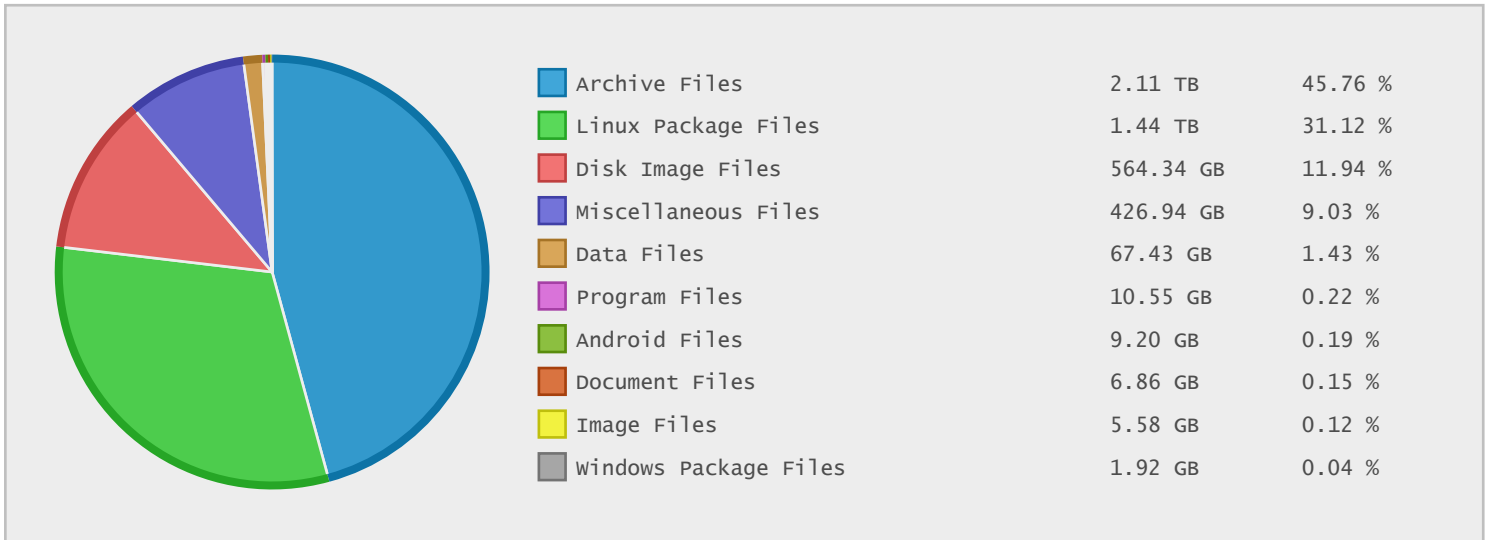 Archive Files 2.11 TB 45.76 %
Linux Package Files 1.44 TB 31.12 %
Disk Image Files 564.34 GB 11.94 %
Miscellaneous Files 426.94 GB 9.03 %
Data Files 67.43 GB 1.43 %
Program Files 10.55 GB 0.22 %
Android Files 9.20 GB 0.19 %
Document Files 6.86 GB 0.15 %
Image Files 5.58 GB 0.12 %
Windows Package Files 1.92 GB 0.04 %